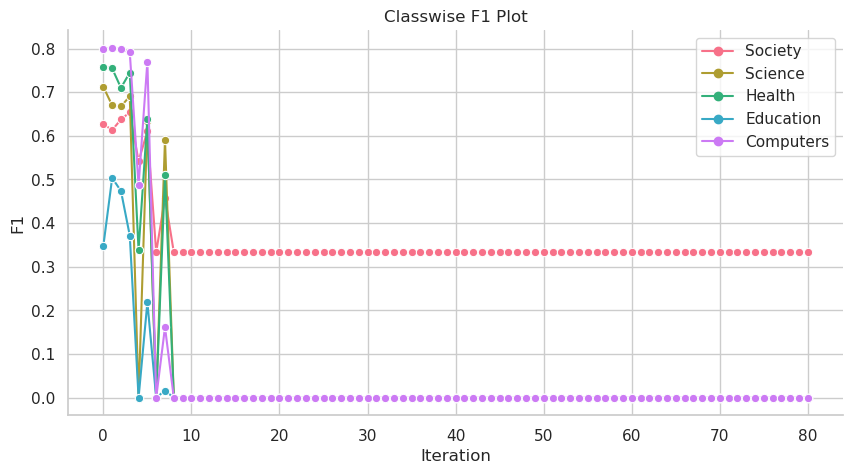 Classwise F1 Plot
F1
0.8
0.7
0.6
0.5
0.4
0.3
0.2
0.1
0.0
0 10 20 30 40 50 60 70 80
Iteration
Society
Science
Health
Education
Computers